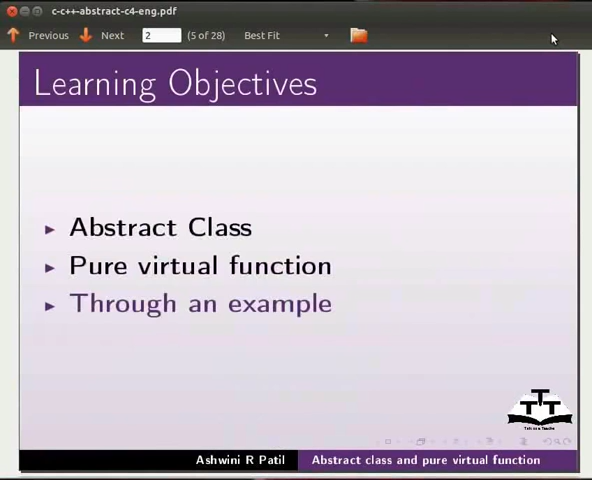 c-c++-abstract-c4-eng.pdf
Previous Next 2 (5 of 28) Best Fit
Learning Objectives
Abstract Class
Pure virtual function
Through an example
TTT
Ashwini R Patil Abstract class and pure virtual function